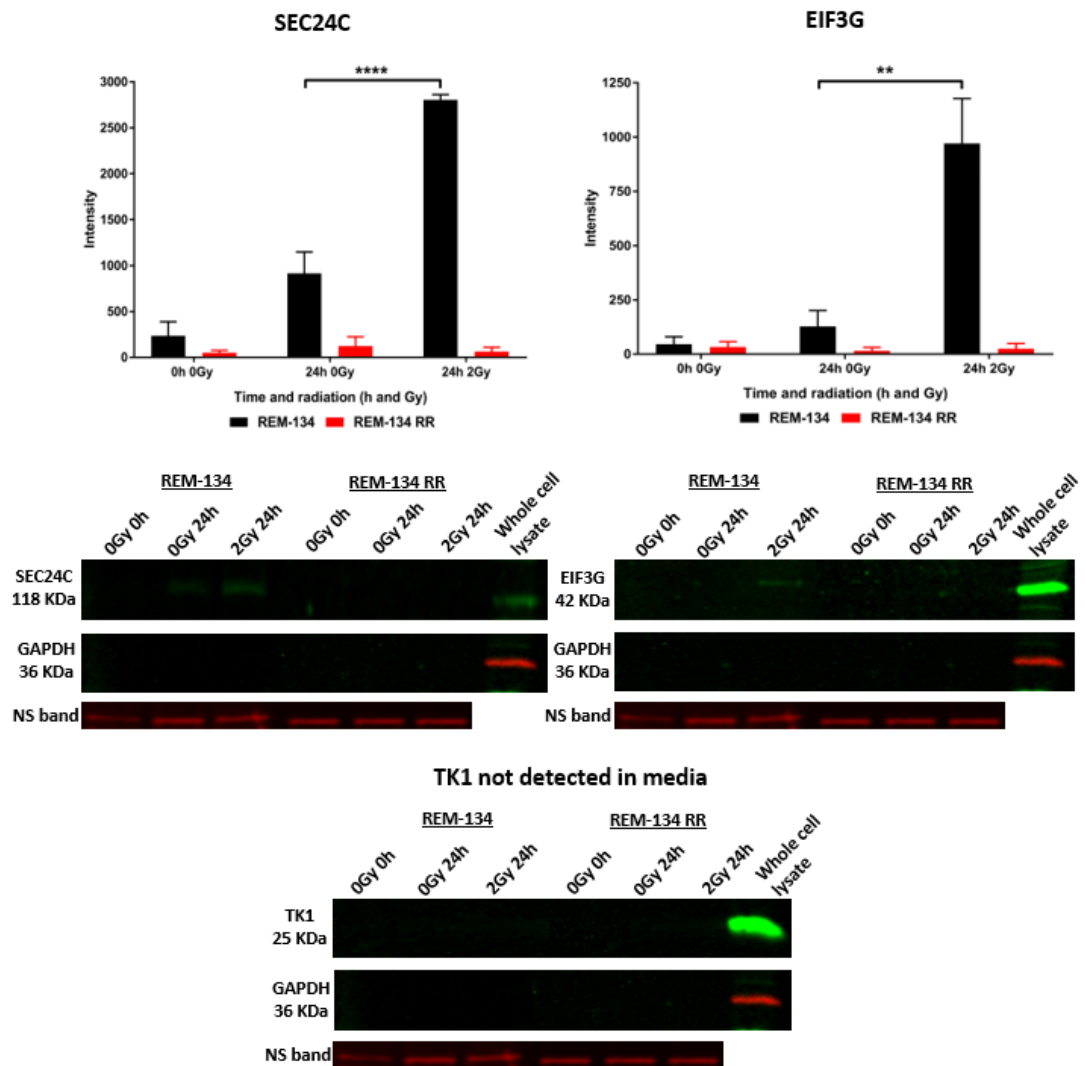 SEC24C
****
3000
2500
2000
1500
1000
500
0
Intensity
0h 0Gy 24h 0Gy 24h 2Gy
Time and radiation (h and Gy)
REM-134 REM-134 RR
EIF3G
**
1250
1000
750
500
250
0
Intensity
0h 0Gy 24h 0Gy 24h 2Gy
Time and radiation (h and Gy)
REM-134 REM-134 RR
REM-134 REM-134 RR
0Gy 0h 0Gy 24h 2Gy 24h 0Gy 0h 0Gy 24h 2Gy 24h Whole cell
lysate
SEC24C
118 KDa
GAPDH
36 KDa
NS band
REM-134 REM-134 RR
0Gy 0h 0Gy 24h 2Gy 24h 0Gy 0h 0Gy 24h 2Gy 24h Whole cell
lysate
EIF3G
42 KDa
GAPDH
36 KDa
NS band
TK1 not detected in media
REM-134 REM-134 RR
0Gy 0h 0Gy 24h 2Gy 24h 0Gy 0h 0Gy 24h 2Gy 24h Whole cell
lysate
TK1
25 KDa
GAPDH
36 KDa
NS band